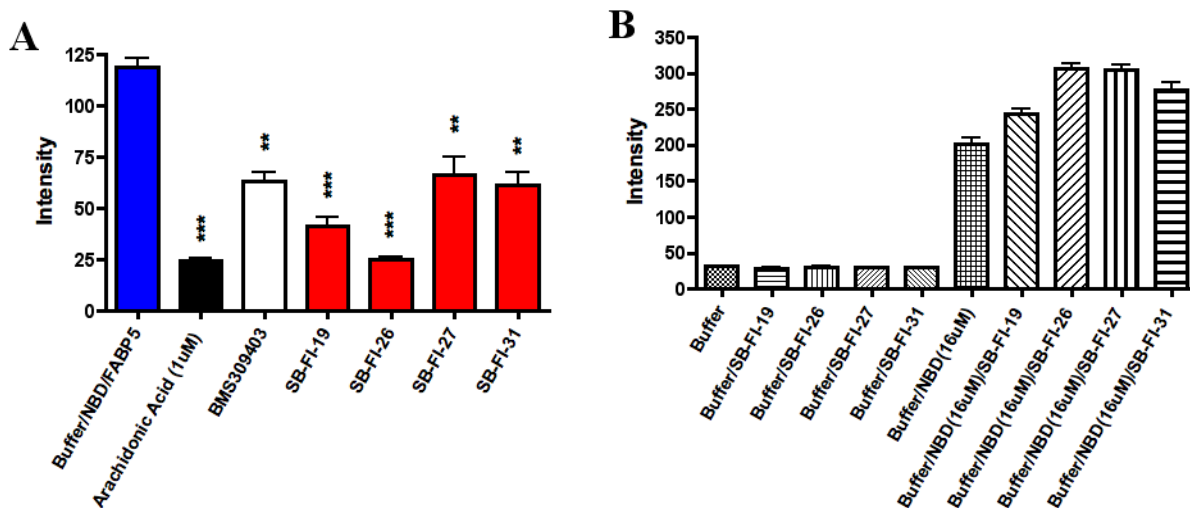 A
Intensity
125
100
75
50
25
0
***
**
***
***
**
**
Buffer/NBD/FABP5
Arachidonic Acid (1uM)
BMS309403
SB-FI-19
SB-FI-26
SB-FI-27
SB-FI-31
B
Intensity
350
300
250
200
150
100
50
0
Buffer
Buffer/SB-FI-19
Buffer/SB-FI-26
Buffer/SB-FI-27
Buffer/SB-FI-31
Buffer/NBD(16uM)
Buffer/NBD(16uM)/SB-FI-19
Buffer/NBD(16uM)/SB-FI-26
Buffer/NBD(16uM)/SB-FI-27
Buffer/NBD(16uM)/SB-FI-31